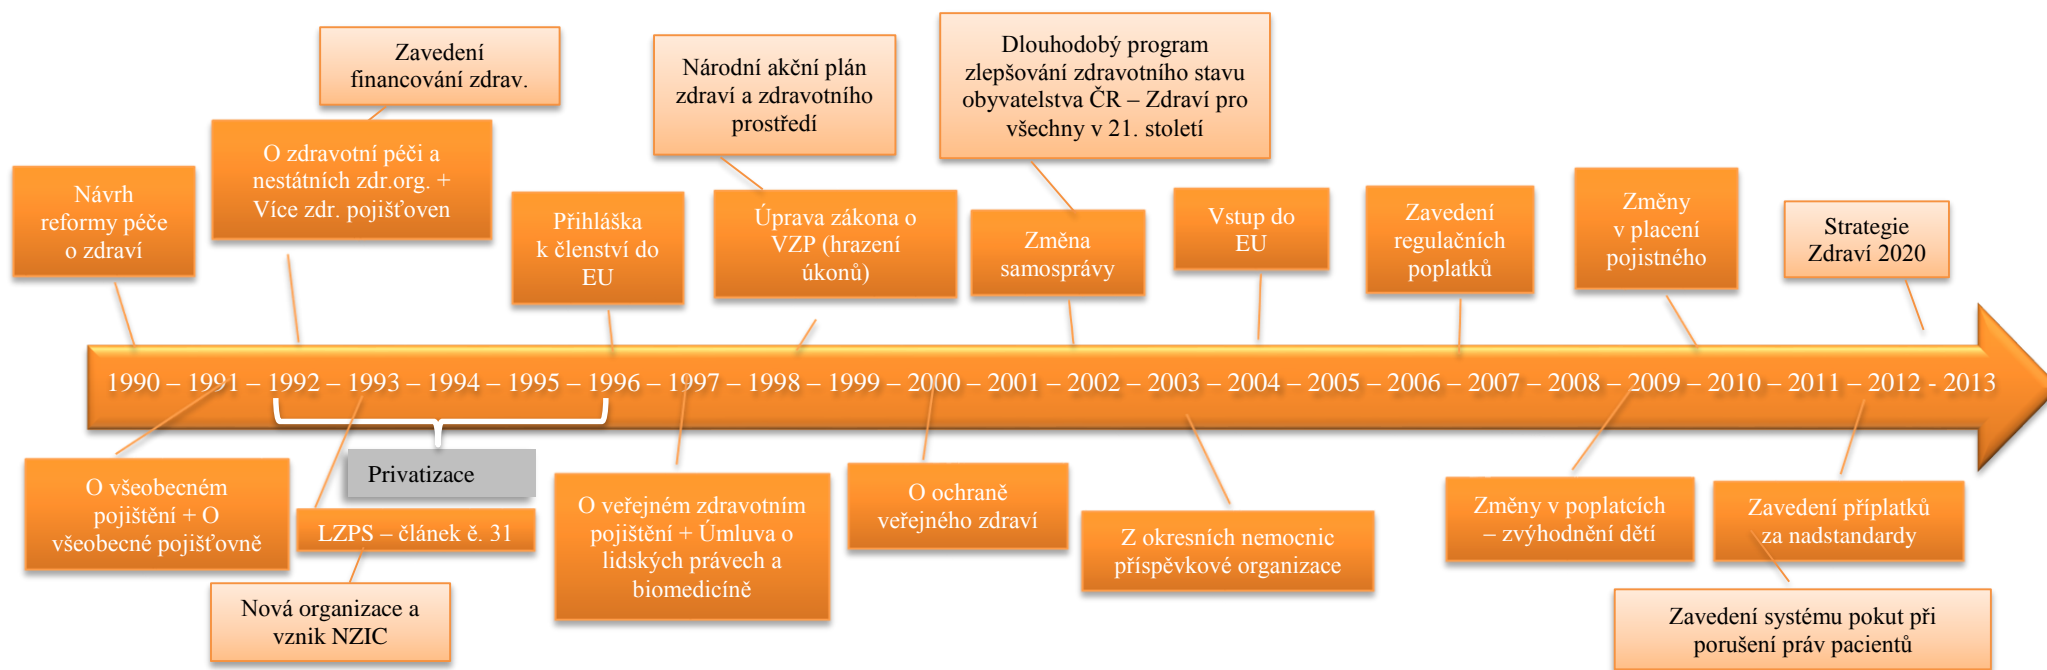 Zavedení
financování zdrav.
Národní akční plán
zdraví a zdravotního
prostředí
Dlouhodobý program
zlepšování zdravotního stavu
obyvatelstva ČR – Zdraví pro
všechny v 21. století
Návrh
reformy péče
o zdraví
O zdravotní péči a
nestátních zdr.org. +
Více zdr. pojišťoven
Přihláška
k členství do
EU
Úprava zákona o
VZP (hrazení
úkonů)
Změna
samosprávy
Vstup do
EU
Zavedení
regulačních
poplatků
Změny
v placení
pojistného
Strategie
Zdraví 2020
1990 – 1991 – 1992 – 1993 – 1994 – 1995 – 1996 – 1997 – 1998 – 1999 – 2000 – 2001 – 2002 – 2003 – 2004 – 2005 – 2006 – 2007 – 2008 – 2009 – 2010 – 2011 – 2012 - 2013
Privatizace
O všeobecném
pojištění + O
všeobecné pojišťovně
LZPS – článek č. 31
Nová organizace a
vznik NZIC
O veřejném zdravotním
pojištění + Úmluva o
lidských právech a
biomedicíně
O ochraně
veřejného zdraví
Z okresních nemocnic
příspěvkové organizace
Změny v poplatcích
– zvýhodnění dětí
Zavedení příplatků
za nadstandardy
Zavedení systému pokut při
porušení práv pacientů